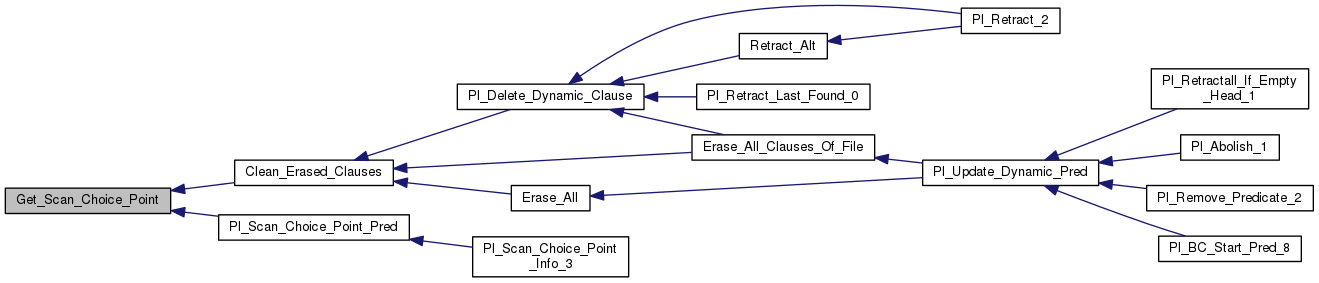 Pl_Retract_2
Retract_Alt
Pl_Delete_Dynamic_Clause
Pl_Retract_Last_Found_0
Pl_Retractall_If_Empty
_Head_1
Erase_All_Clauses_Of_File
Pl_Abolish_1
Clean_Erased_Clauses
Pl_Update_Dynamic_Pred
Get_Scan_Choice_Point
Erase_All
Pl_Remove_Predicate_2
Pl_Scan_Choice_Point_Pred
Pl_Scan_Choice_Point
_Info_3
Pl_BC_Start_Pred_8